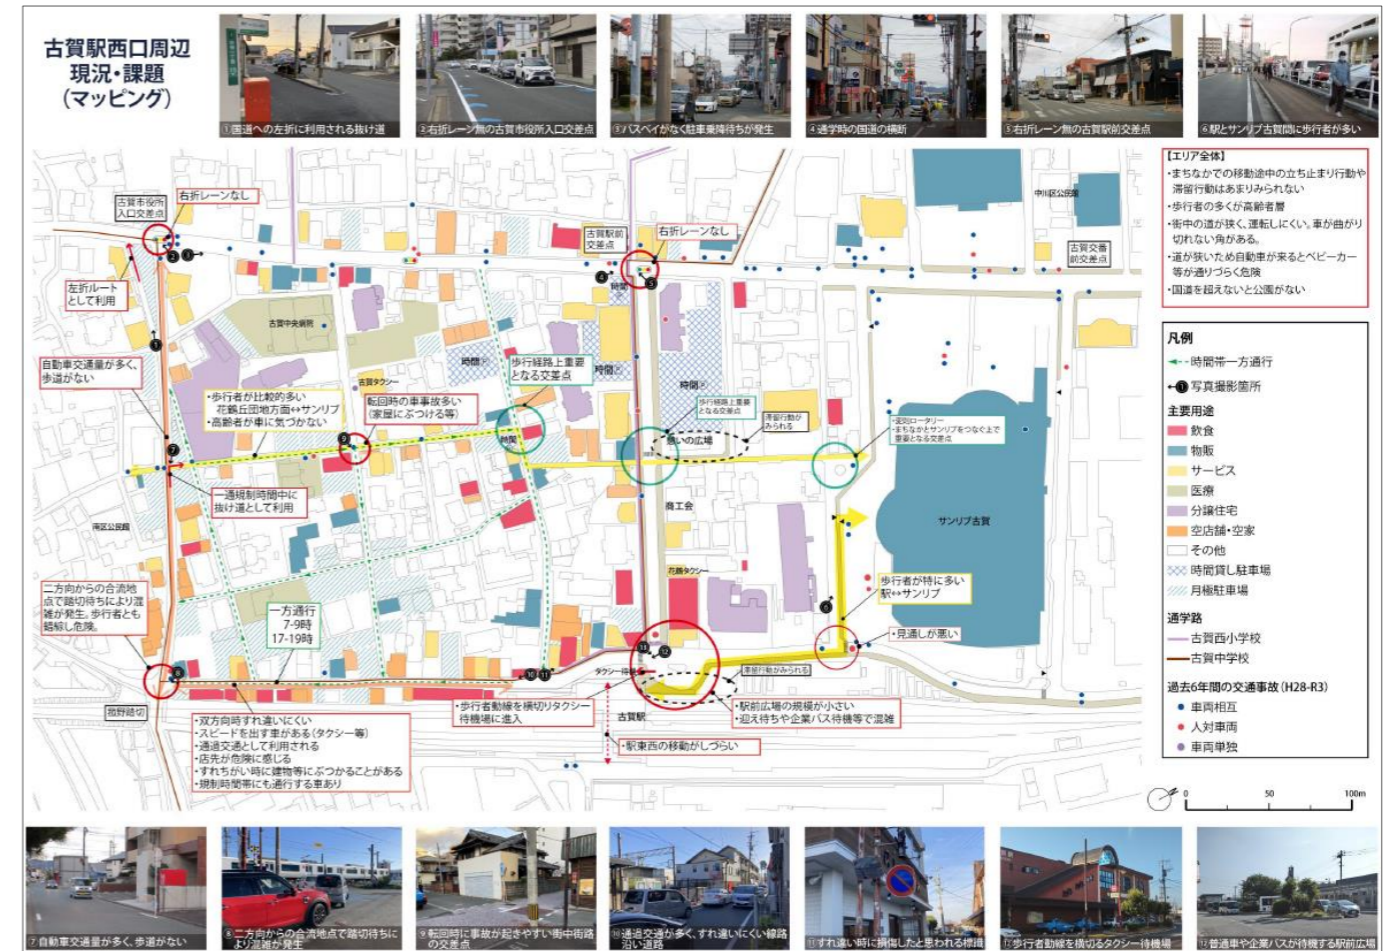 古賀駅西口周辺
現況・課題
(マッピング)
①国道への左折に利用される抜け道
②右折レーン無の古賀市役所入口交差点
③バスベイがなく駐車乗降待ちが発生
④通学時の国道の横断
⑤右折レーン無の古賀駅前交差点
⑥駅とサンリブ古賀間に歩行者が多い
【エリア全体】
・まちなかでの移動途中の立ち止まり行動や
滞留行動はあまりみられない
・歩行者の多くが高齢者層
・街中の道が狭く、運転しにくい。車が曲がり
切れない角がある。
・道が狭いため自動車が来るとベビーカー
等が通りづらく危険
・国道を超えないと公園がない
古賀市役所
入口交差点
右折レーンなし
古賀駅前
交差点
右折レーンなし
中川区公民館
古賀交番
前交差点
左折ルート
として利用
古賀中央病院
自動車交通量が多く、
歩道がない
・歩行者が比較的多い
花鶴丘団地方面↔サンリブ
・高齢者が車に気づかない
古賀タクシー
転回時の車事故多い
(家屋にぶつける等)
時間P
歩行経路上重要
となる交差点
時間P
時間P
時間
時間
歩行経路上重要
となる交差点
憩いの広場
滞留行動が
みられる
・変則ロータリー
・まちなかとサンリブをつなぐ上で
重要となる交差点
一通規制時間中に
抜け道として利用
南区公民館
商工会
サンリブ古賀
花鶴タクシー
歩行者が特に多い
駅↔サンリブ
・見通しが悪い
二方向からの合流地
点で踏切待ちにより混
雑が発生。歩行者とも
錯綜し危険。
一方通行
7-9時
17-19時
タクシー待機
滞留行動がみられる
古賀駅
・双方向時すれ違いにくい
・スピードを出す車がある(タクシー等)
・通過交通として利用される
・店先が危険に感じる
・すれちがい時に建物等にぶつかることがある
・規制時間帯にも通行する車あり
・歩行者動線を横切りタクシー
待機場に進入
・駅前広場の規模が小さい
・迎え待ちや企業バス待機等で混雑
・駅東西の移動がしづらい
凡例
時間帯一方通行
①写真撮影箇所
主要用途
飲食
物販
サービス
医療
分譲住宅
空店舗・空家
その他
時間貸し駐車場
月極駐車場
通学路
古賀西小学校
古賀中学校
過去6年間の交通事故(H28-R3)
車両相互
人対車両
車両単独
0 50 100m
⑦自動車交通量が多く、歩道がない
⑧二方向からの合流地点で踏切待ちに
より混雑が発生
⑨転回時に事故が起きやすい街中街路
の交差点
⑩通過交通が多く、すれ違いにくい線路
沿い道路
⑪すれ違い時に損傷したと思われる標識
⑫歩行者動線を横切るタクシー待機場
⑬普通車や企業バスが待機する駅前広場